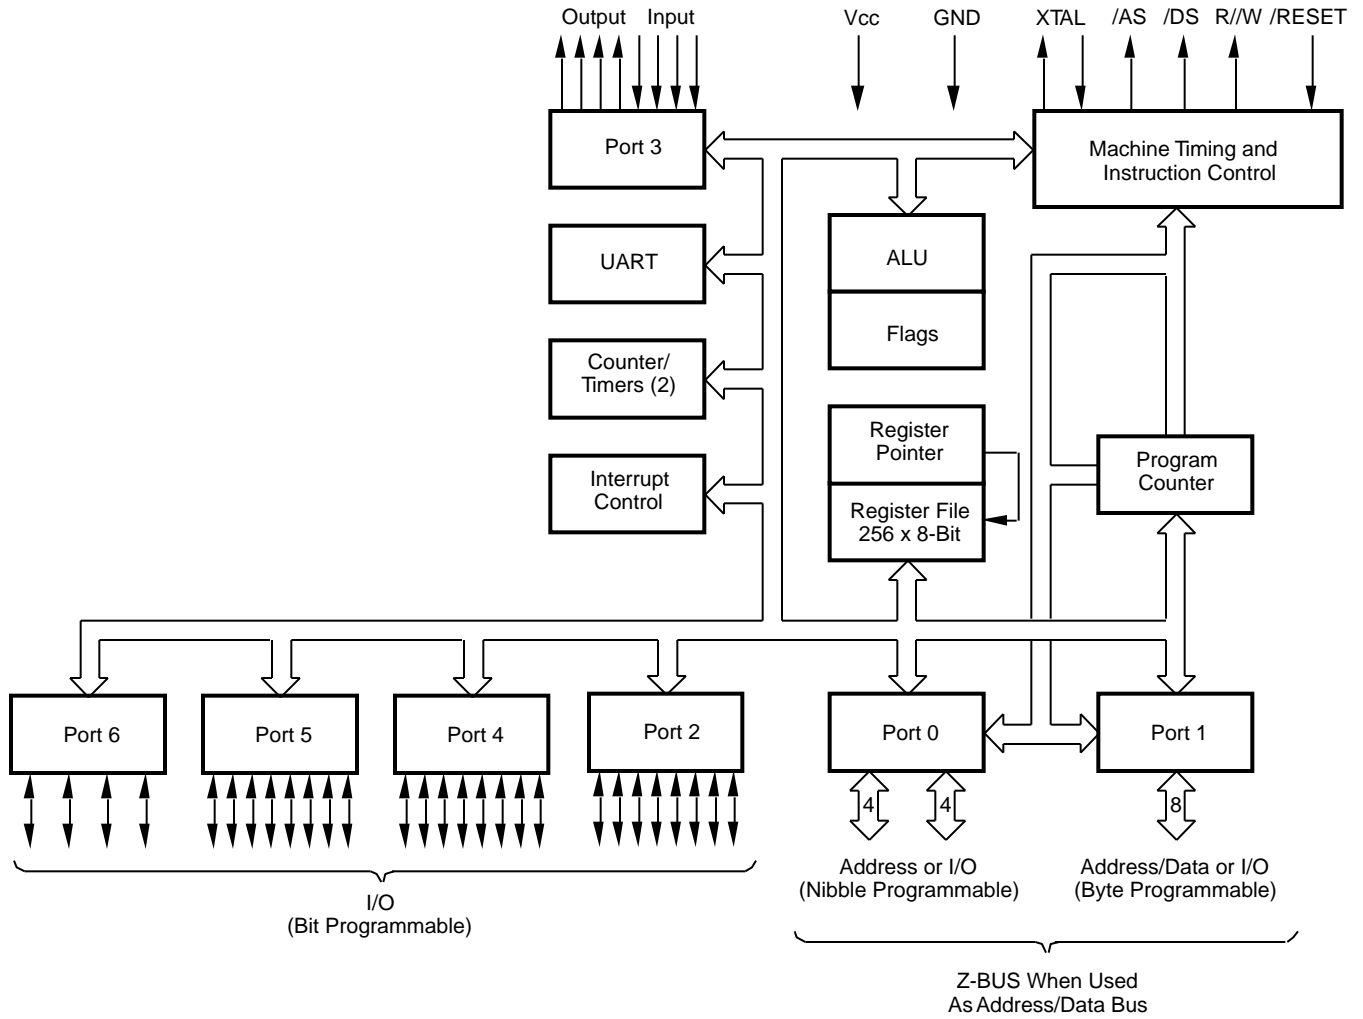 Output Input Vcc GND XTAL /AS /DS R//W /RESET
Port 3
Machine Timing and
Instruction Control
UART
ALU
Flags
Counter/
Timers (2)
Register
Pointer
Program
Counter
Interrupt
Control
Register File
256 x 8-Bit
Port 6
Port 5
Port 4
Port 2
Port 0
Port 1
4
4
8
Address or I/O
(Nibble Programmable)
Address/Data or I/O
(Byte Programmable)
I/O
(Bit Programmable)
Z-BUS When Used
As Address/Data Bus